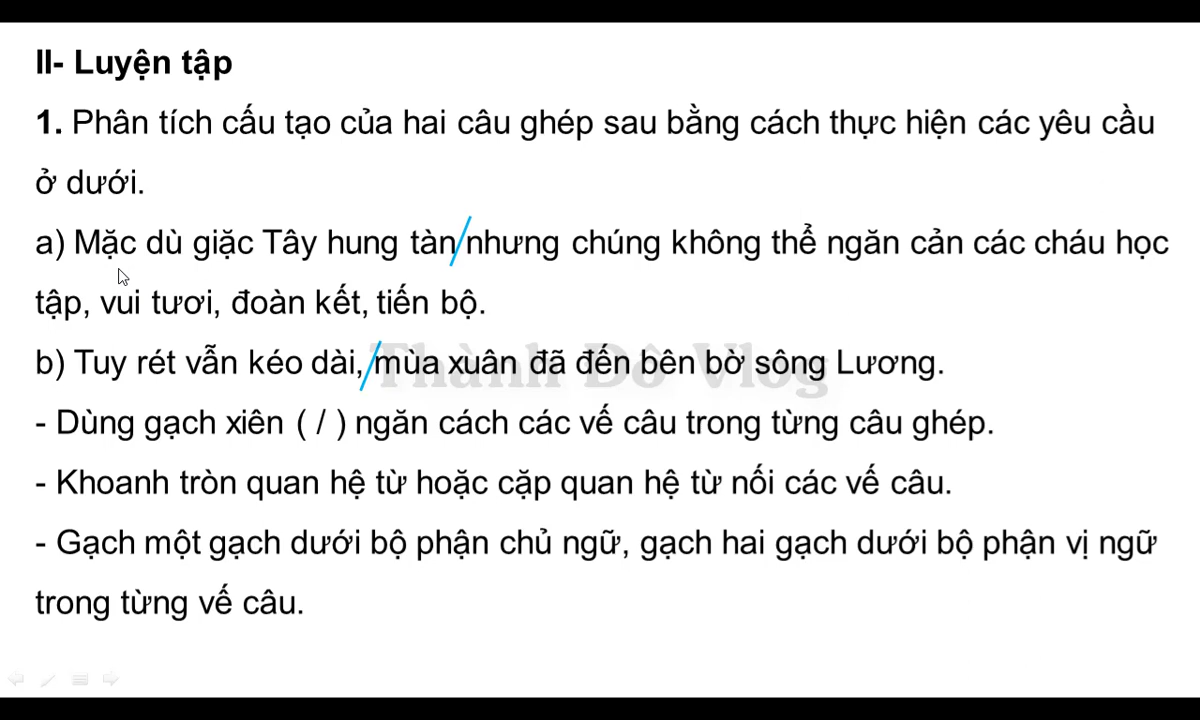 II- Luyện tập
1. Phân tích cấu tạo của hai câu ghép sau bằng cách thực hiện các yêu cầu
ở dưới.
a) Mặc dù giặc Tây hung tàn/nhưng chúng không thể ngăn cản các cháu học
tập, vui tươi, đoàn kết, tiến bộ.
b) Tuy rét vẫn kéo dài,/mùa xuân đã đến bên bờ sông Lương.
Thành Đô Vlog
- Dùng gạch xiên ( / ) ngăn cách các vế câu trong từng câu ghép.
- Khoanh tròn quan hệ từ hoặc cặp quan hệ từ nối các vế câu.
- Gạch một gạch dưới bộ phận chủ ngữ, gạch hai gạch dưới bộ phận vị ngữ
trong từng vế câu.